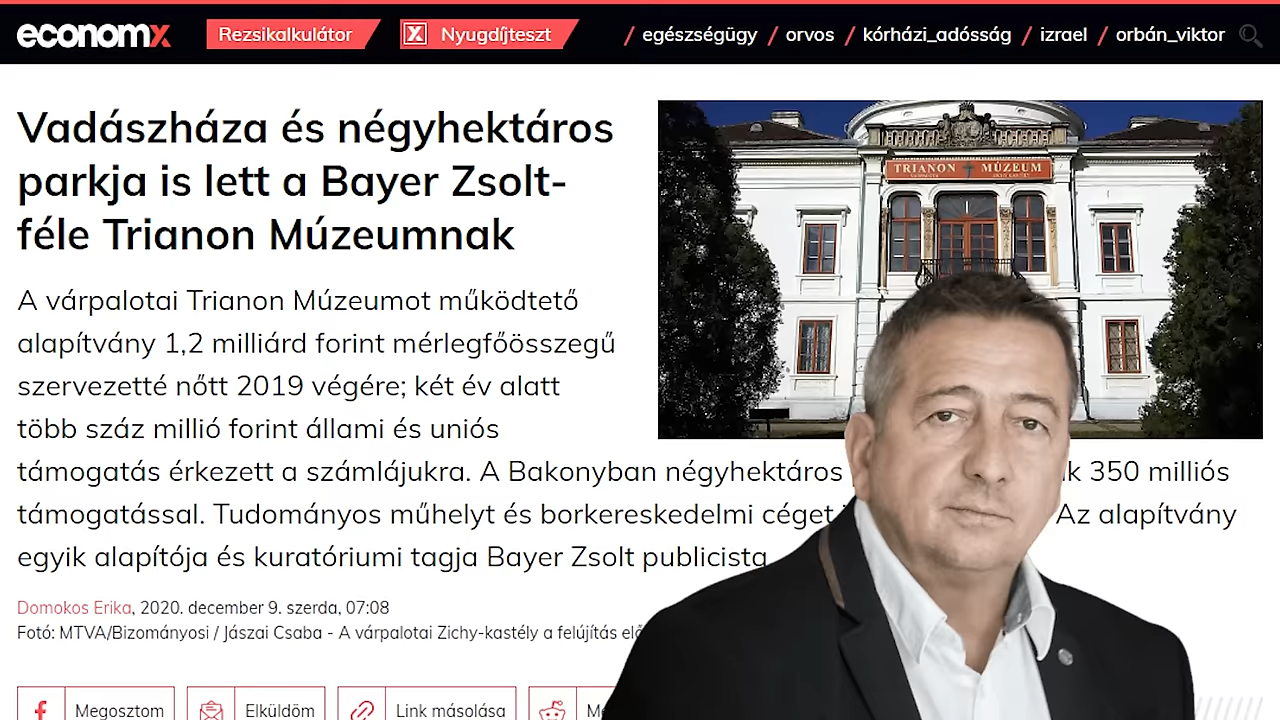 economx
Rezsikalkulátor
X Nyugdíjteszt
/ egészségügy / orvos / kórházi_adósság / izrael / orbán_viktor
Vadászháza és négyhektáros
parkja is lett a Bayer Zsolt-
féle Trianon Múzeumnak
TRIANON MÚZEUM
A várpalotai Trianon Múzeumot működtető
alapítvány 1,2 milliárd forint mérlegfőösszegű
szervezetté nőtt 2019 végére; két év alatt
több száz millió forint állami és uniós
támogatás érkezett a számlájukra. A Bakonyban négyhektáros 350 milliós
támogatással. Tudományos műhelyt és borkereskedelmi céget Az alapítvány
egyik alapítója és kuratóriumi tagja Bayer Zsolt publicista
Domokos Erika, 2020. december 9. szerda, 07:08
Fotó: MTVA/Bizományosi / Jászai Csaba - A várpalotai Zichy-kastély a felújítás
Megosztom
Elküldöm
Link másolása